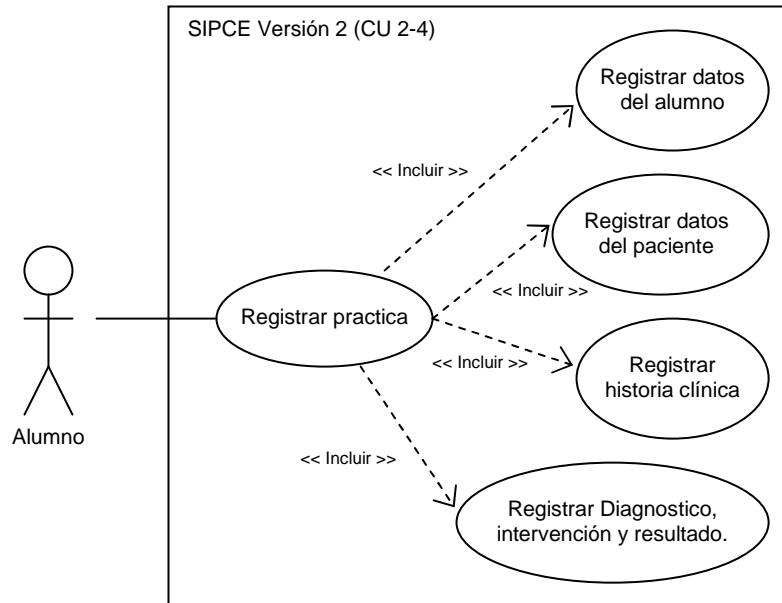 SIPCE Versión 2 (CU 2-4)
Registrar datos
del alumno
<< Incluir >>
Registrar datos
del paciente
<< Incluir >>
Registrar practica
Registrar
historia clínica
<< Incluir >>
Alumno
<< Incluir >>
Registrar Diagnostico,
intervención y resultado.